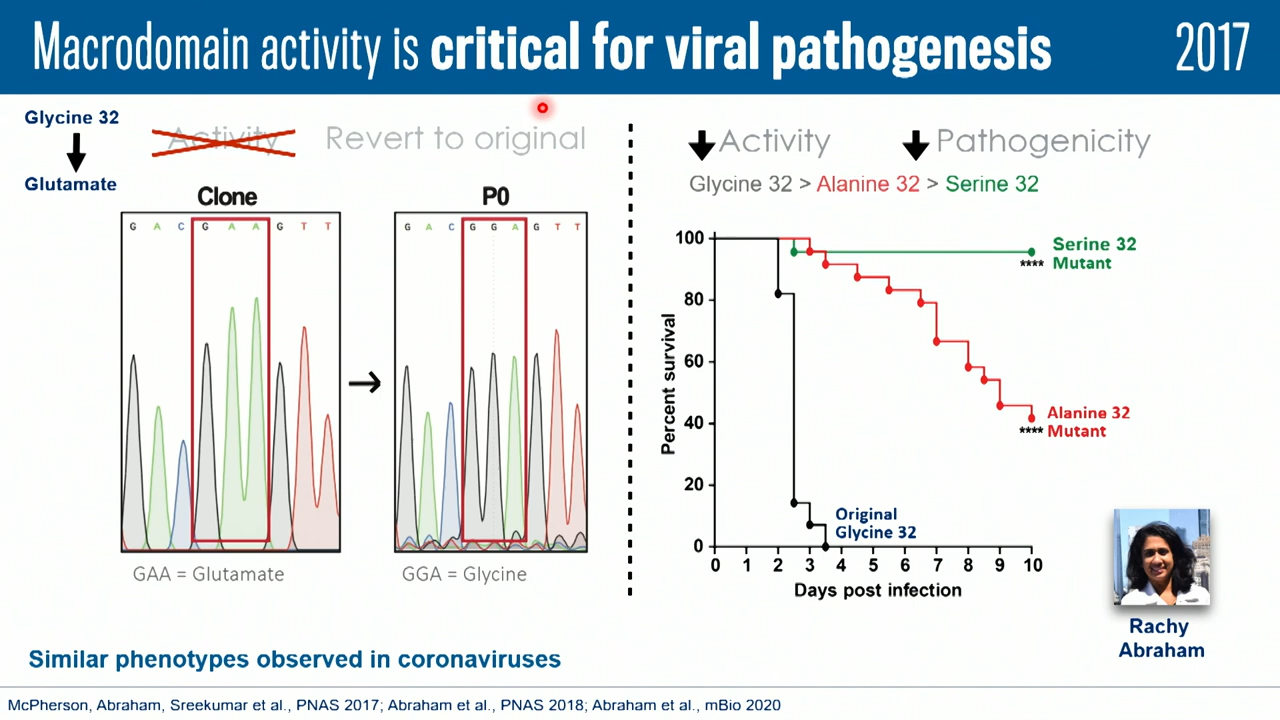 Macrodomain activity is critical for viral pathogenesis
2017
Glycine 32
Glutamate
Activity
Revert to original
Clone
G A C G A A G T T
GAA = Glutamate
P0
G A C G G A G T T
GGA = Glycine
Activity
Pathogenicity
Glycine 32 > Alanine 32 > Serine 32
Percent survival
100
80
60
40
20
0
0 1 2 3 4 5 6 7 8 9 10
Days post infection
Serine 32
**** Mutant
Alanine 32
**** Mutant
Original
Glycine 32
Rachy
Abraham
Similar phenotypes observed in coronaviruses
McPherson, Abraham, Sreekumar et al., PNAS 2017; Abraham et al., PNAS 2018; Abraham et al., mBio 2020